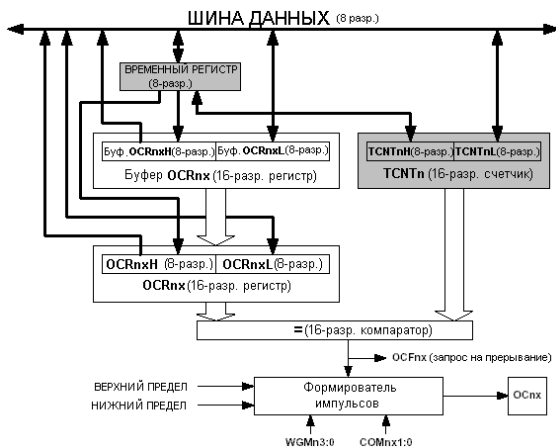 ШИНА ДАННЫХ (8 разр.)
ВРЕМЕННЫЙ РЕГИСТР
(8-разр.)
Буф.OCRnxH(8-разр.) Буф.OCRnxL(8-разр.)
Буфер OCRnx (16-разр. регистр)
TCNTnH(8-разр.) TCNTnL(8-разр.)
TCNTn (16-разр. счетчик)
OCRnxH (8-разр.) OCRnxL(8-разр.)
OCRnx (16-разр. регистр)
=(16-разр. компаратор)
OCFnx (запрос на прерывание)
ВЕРХНИЙ ПРЕДЕЛ
НИЖНИЙ ПРЕДЕЛ
Формирователь
импульсов
OCnx
WGMn3:0 COMnx1:0